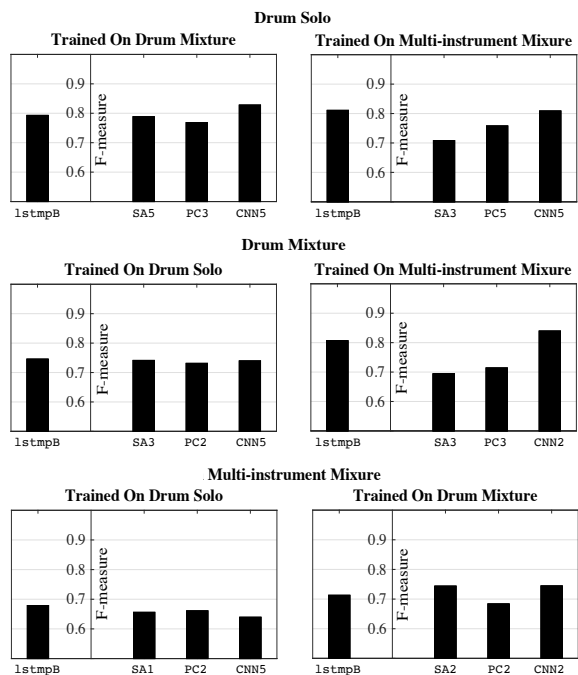 Drum Solo
Trained On Drum Mixture
Trained On Multi-instrument Mixure
0.9
0.8
0.7
0.6
F-measure
lstmpB SA5 PC3 CNN5
0.9
0.8
0.7
0.6
F-measure
lstmpB SA3 PC5 CNN5
Drum Mixture
Trained On Drum Solo
Trained On Multi-instrument Mixure
0.9
0.8
0.7
0.6
F-measure
lstmpB SA3 PC2 CNN5
0.9
0.8
0.7
0.6
F-measure
lstmpB SA3 PC3 CNN2
Multi-instrument Mixure
Trained On Drum Solo
Trained On Drum Mixture
0.9
0.8
0.7
0.6
F-measure
lstmpB SA1 PC2 CNN5
0.9
0.8
0.7
0.6
F-measure
lstmpB SA2 PC2 CNN2